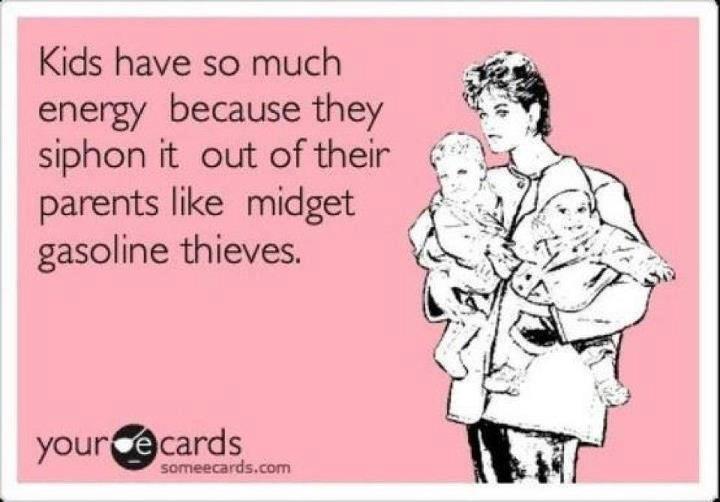 Kids have so much
energy because they
siphon it out of their
parents like midget
gasoline thieves.
your e cards
someecards.com